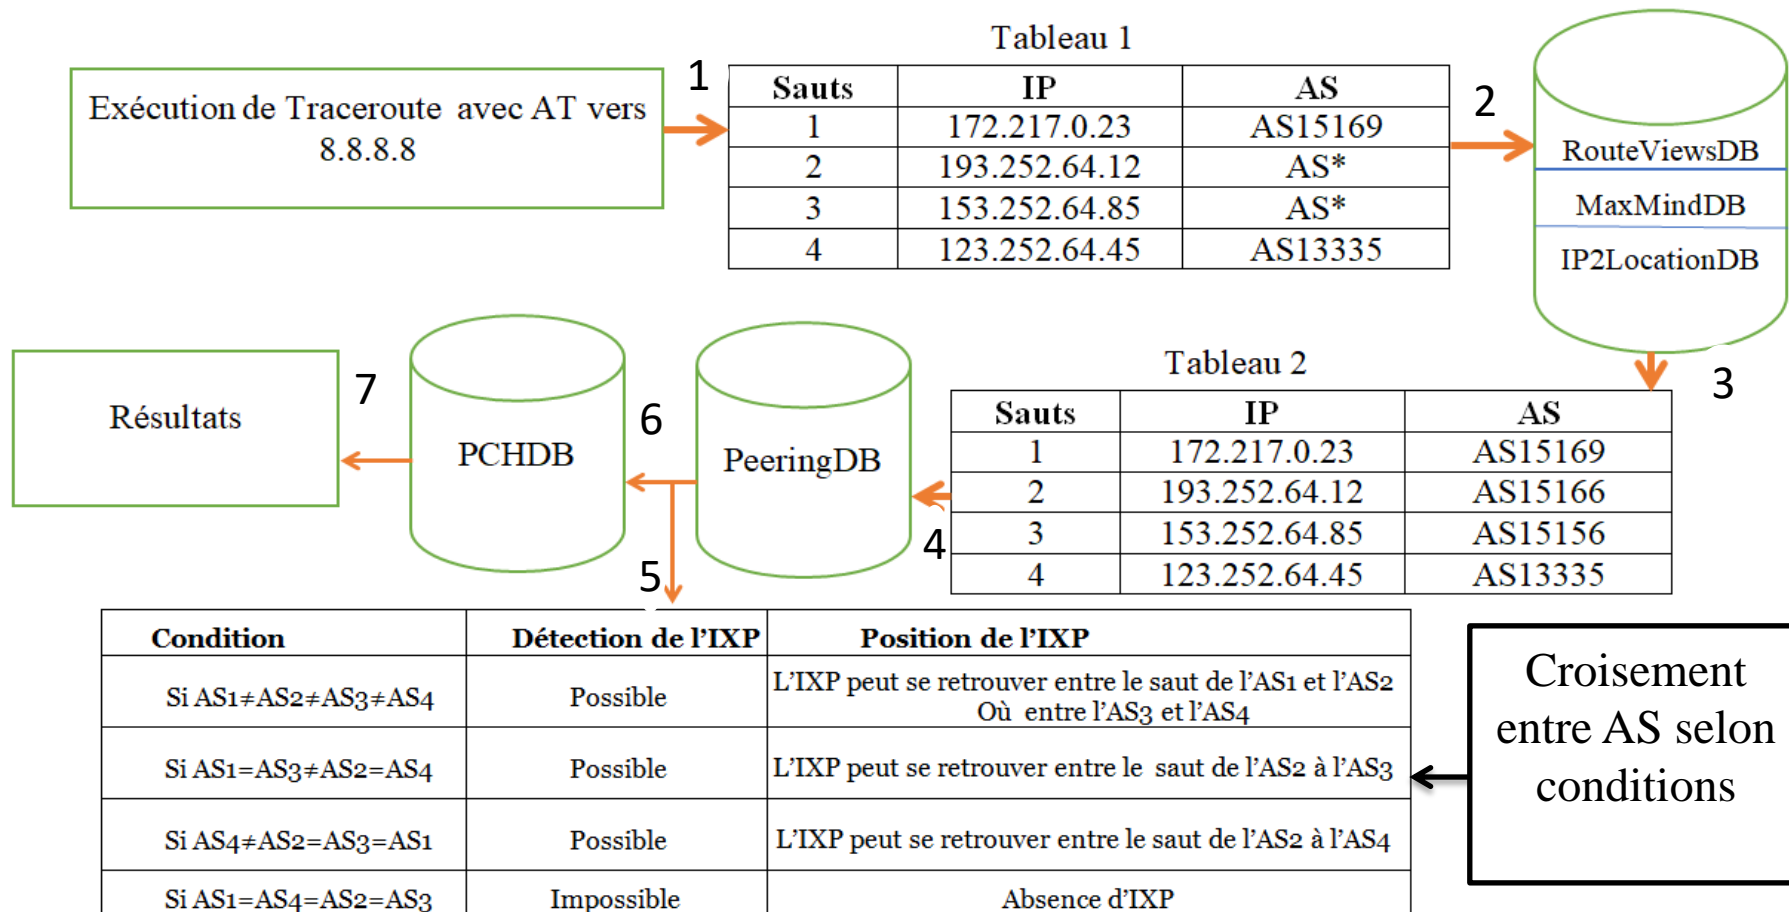 Exécution de Traceroute avec AT vers
8.8.8.8
1
Tableau 1
Sauts IP AS
1 172.217.0.23 AS15169
2 193.252.64.12 AS*
3 153.252.64.85 AS*
4 123.252.64.45 AS13335
2
RouteViewsDB
MaxMindDB
IP2LocationDB
3
Tableau 2
Sauts IP AS
1 172.217.0.23 AS15169
2 193.252.64.12 AS15166
3 153.252.64.85 AS15156
4 123.252.64.45 AS13335
4
PeeringDB
5
6
PCHDB
7
Résultats
Condition Détection de l'IXP Position de l'IXP
Si AS1≠AS2≠AS3≠AS4 Possible L'IXP peut se retrouver entre le saut de l'AS1 et l'AS2
Où entre l'AS3 et l'AS4
Si AS1=AS3≠AS2=AS4 Possible L'IXP peut se retrouver entre le saut de l'AS2 à l'AS3
Si AS4≠AS2=AS3=AS1 Possible L'IXP peut se retrouver entre le saut de l'AS2 à l'AS4
Si AS1=AS4=AS2=AS3 Impossible Absence d'IXP
Croisement
entre AS selon
conditions